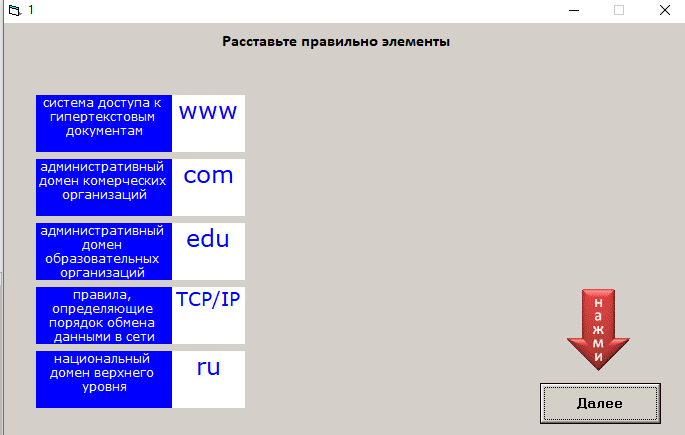 1
Расставьте правильно элементы
система доступа к
гипертекстовым
документам
www
административный
домен комерческих
организаций
com
административный
домен
образовательных
организаций
edu
правила,
определяющие
порядок обмена
данными в сети
TCP/IP
национальный
домен верхнего
уровня
ru
н
а
ж
м
и
Далее